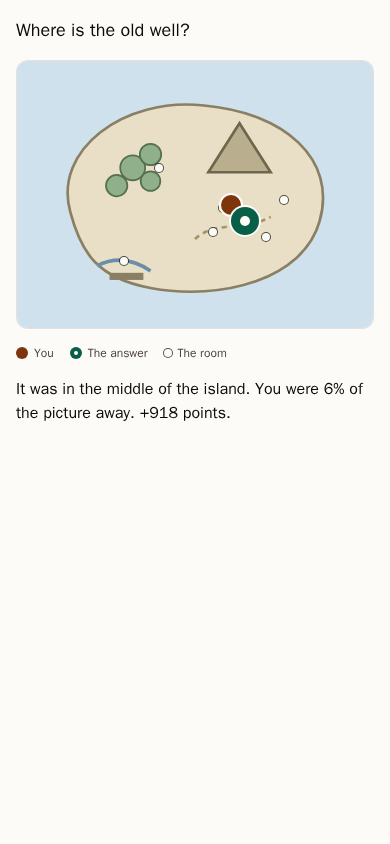 Where is the old well?
You
The answer
The room
It was in the middle of the island. You were 6% of
the picture away. +918 points.